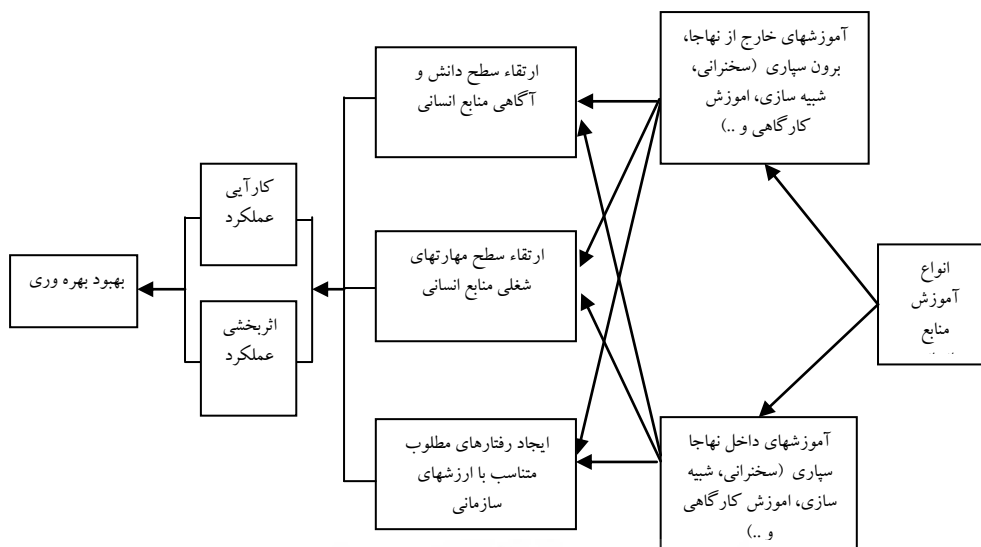 انواع
آموزش
منابع
آموزشهای خارج از نهاجا،
برون سپاری (سخنرانی،
شبیه سازی، اموزش
کارگاهی و ..)
آموزشهای داخل نهاجا
سپاری (سخنرانی، شبیه
سازی، اموزش کارگاهی
و ..)
ارتقاء سطح دانش و
آگاهی منابع انسانی
ارتقاء سطح مهارتهای
شغلی منابع انسانی
ایجاد رفتارهای مطلوب
متناسب با ارزشهای
سازمانی
کارآیی
عملکرد
اثربخشی
عملکرد
بهبود بهره وری